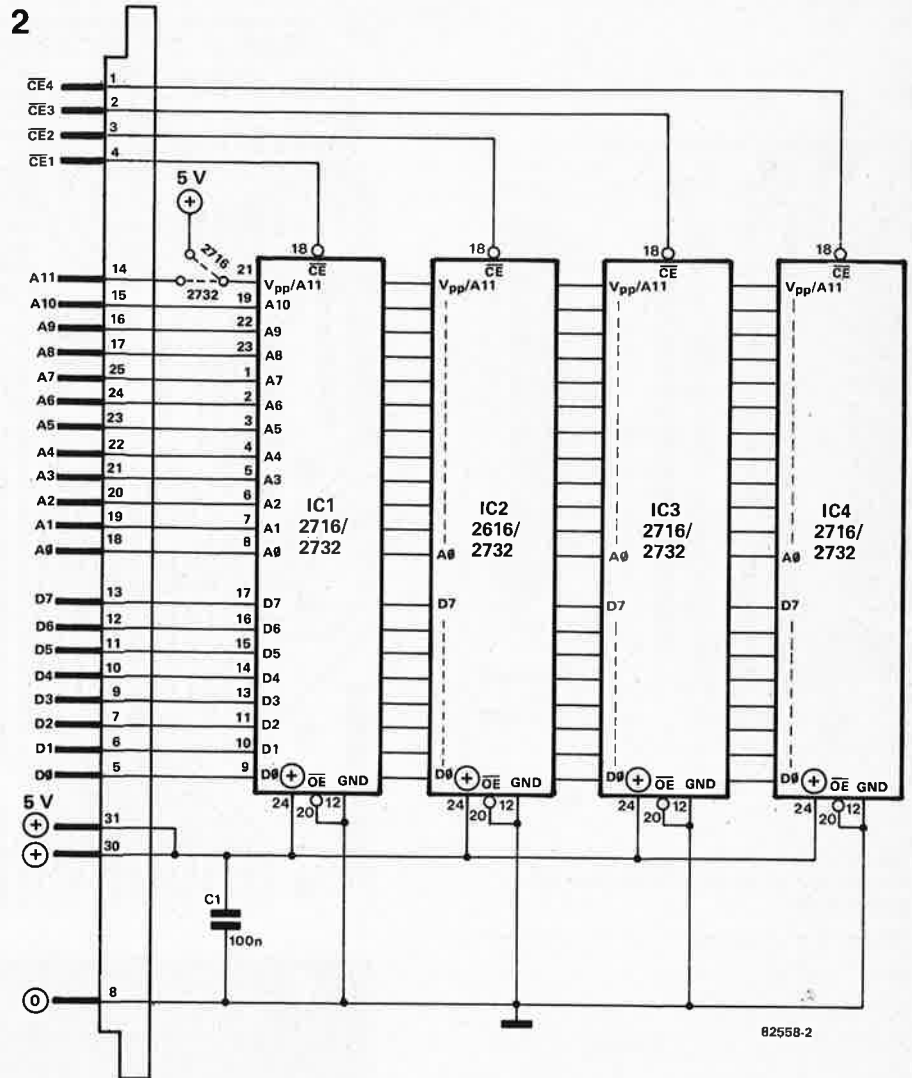 2
CE4 1
CE3 2
CE2 3
CE1 4
5 V
+
2716
2732
18 18 18 18
CE CE CE CE
A11 14 21 Vpp/A11 Vpp/A11 Vpp/A11 Vpp/A11
A10 15 19 A10
A9 16 22 A9
A8 17 23 A8
A7 25 1 A7
A6 24 2 A6
A5 23 3 A5
A4 22 4 A4
A3 21 5 A3
A2 20 6 A2
A1 19 7 A1
A0 18 8 A0 A0 A0 A0
IC1 2716/ 2732
IC2 2616/ 2732
IC3 2716/ 2732
IC4 2716/ 2732
D7 13 17 D7 D7 D7 D7
D6 12 16 D6
D5 11 15 D5
D4 10 14 D4
D3 9 13 D3
D2 7 11 D2
D1 6 10 D1
D0 5 9 D0 + OE GND D0 + OE GND D0 + OE GND D0 + OE GND
24 20 12 24 20 12 24 20 12 24 20 12
5 V
+ 31
+ 30
C1
100n
0 8
82558-2